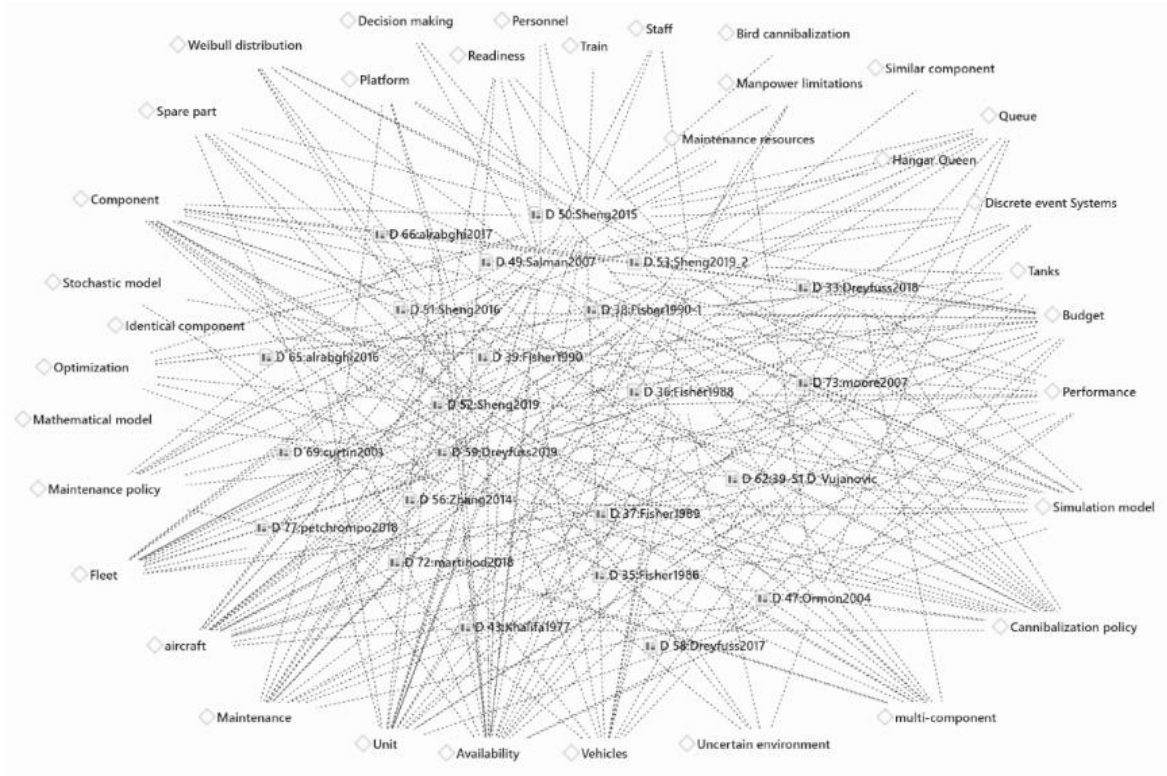 Decision making
Personnel
Staff
Bird cannibalization
Weibull distribution
Readiness
Train
Similar component
Platform
Manpower limitations
Spare part
Queue
Maintenance resources
Hangar Queen
Component
Discrete event Systems
D 50:Sheng2015
D 66:alrabghi2017
D 49:Salman2007
D 53:Sheng2019_2
Tanks
Stochastic model
D 33:Dreyfuss2018
Identical component
D 51:Sheng2016
D 38:Fisher1990-1
Budget
Optimization
D 65:alrabghi2016
D 39:Fisher1990
D 36:Fisher1988
D 73:moore2007
Performance
Mathematical model
D 52:Sheng2019
D 69:curtin2001
D 59:Dreyfuss2019
Maintenance policy
D 62:39-S1.D_Vujanovic
D 56:Zhang2014
D 37:Fisher1989
Simulation model
D 77:petchrompo2018
D 72:martinod2018
Fleet
D 35:Fisher1986
D 47:Ormon2004
D 43:Khalifa1977
Cannibalization policy
aircraft
D 58:Dreyfuss2017
Maintenance
multi-component
Unit
Availability
Vehicles
Uncertain environment